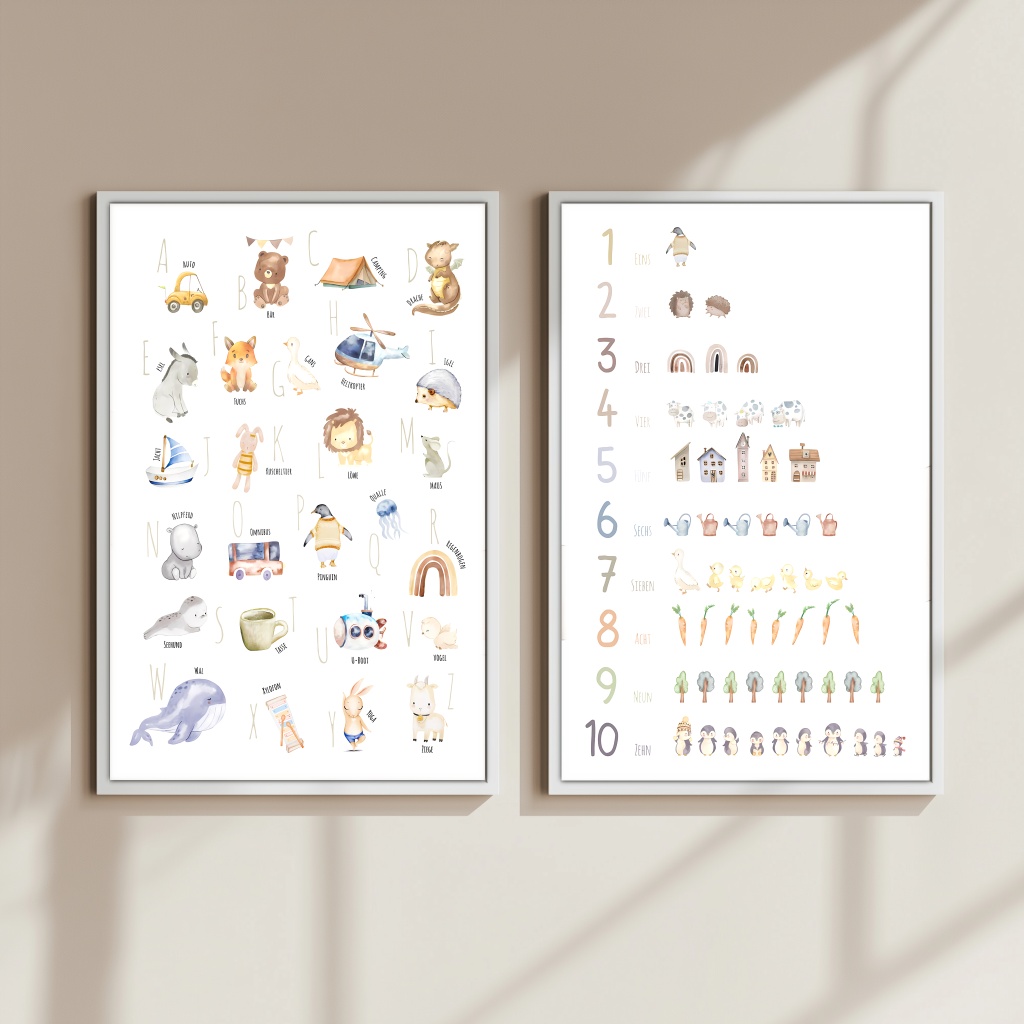 A
AUTO
B
BÄR
C
CAMPING
D
DRACHE
E
ESEL
F
FUCHS
G
GANS
H
HELIKOPTER
I
IGEL
J
JACHT
K
KUSCHELTIER
L
LÖWE
M
MAUS
N
NILPFERD
O
OMNIBUS
P
PINGUIN
Q
QUALLE
R
REGENBOGEN
S
SEEHUND
T
TASSE
U
U-BOOT
V
VOGEL
W
WAL
X
XYLOFON
Y
YOGA
Z
ZIEGE
1 EINS
2
3 DREI
4 VIER
5
6 SECHS
7 SIEBEN
8 ACHT
9 NEUN
10 ZEHN